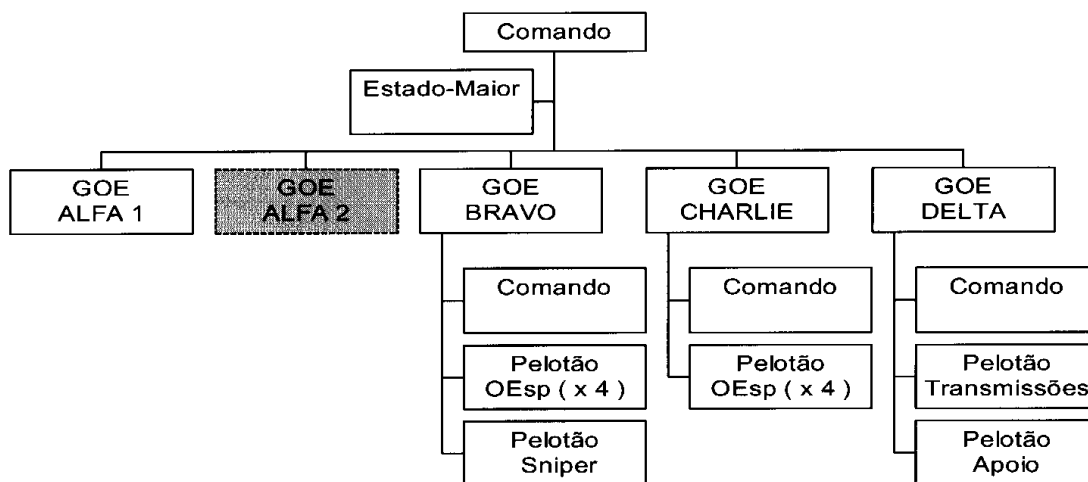 Comando
Estado-Maior
GOE
ALFA 1
GOE
ALFA 2
GOE
BRAVO
GOE
CHARLIE
GOE
DELTA
Comando
Pelotão
OEsp ( x 4 )
Pelotão
Sniper
Comando
Pelotão
OEsp ( x 4 )
Comando
Pelotão
Transmissões
Pelotão
Apoio